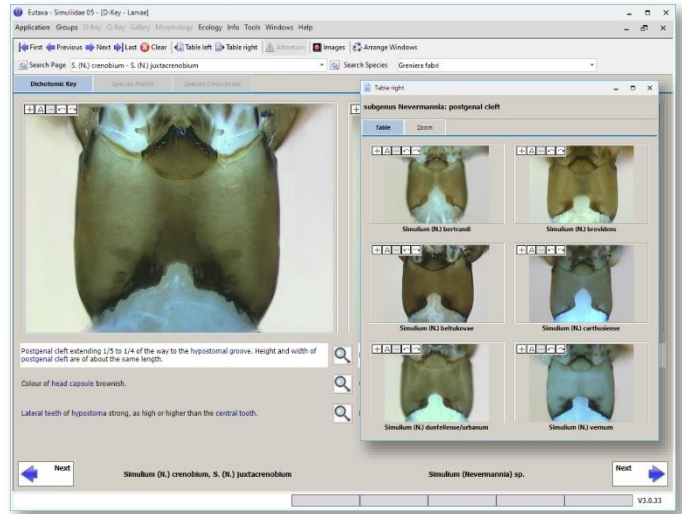 Eutaxa - Simuliidae 05 - [D-Key - Larvae]
Application Groups D-Key O-Key Gallery Morphology Ecology Info Tools Windows Help
First Previous Next Last Clear Table left Table right Attention Images Arrange Windows
Search Page S. (N.) crenobium - S. (N.) juxtacrenobium Search Species Greniera fabri
Dichotomic Key Species Profile Species Description
Table right
subgenus Nevermannia: postgenal cleft
Table Zoom
Simulium (N.) bertrandi Simulium (N.) brevidens
Simulium (N.) beltukovae Simulium (N.) carthusiense
Simulium (N.) dunfellense/urbanum Simulium (N.) vernum
Postgenal cleft extending 1/5 to 1/4 of the way to the hypostomal groove. Height and width of
postgenal cleft are of about the same length.
Colour of head capsule brownish.
Lateral teeth of hypostoma strong, as high or higher than the central tooth.
Next Simulium (N.) crenobium, S. (N.) juxtacrenobium Simulium (Nevermannia) sp. Next
V3.0.33